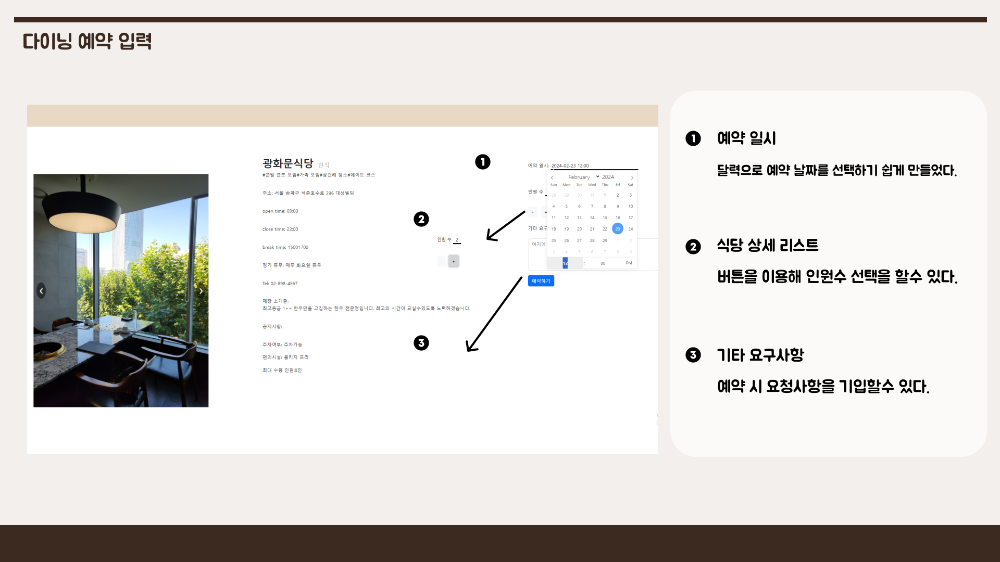 다이닝 예약 입력
광화문식당 한식
#연말 연초 모임#가족 모임#상견례 장소#데이트 코스
주소: 서울 송파구 석촌호수로 296 대성빌딩
open time: 09:00
close time: 22:00
break time: 15001700
정기 휴무: 매주 화요일 휴무
Tel: 02-898-4567
매장 소개글:
최고등급 1++ 한우만을 고집하는 한우 전문점입니다. 최고의 시간이 되실수있도록 노력하겠습니다.
공지사항:
주차여부: 주차가능
편의시설: 콜키지 프리
최대 수용 인원:8인
1
2
인원 수 2
- +
3
예약 일시: 2024-02-23 12:00
February 2024
Sun Mon Tue Wed Thu Fri Sat
28 29 30 31 1 2 3
4 5 6 7 8 9 10
11 12 13 14 15 16 17
18 19 20 21 22 23 24
25 26 27 28 29 1 2
3 4 5 6 7 8 9
12 : 00 PM
인원 수
- +
기타 요구
여기에
예약하기
1 예약 일시
달력으로 예약 날짜를 선택하기 쉽게 만들었다.
2 식당 상세 리스트
버튼을 이용해 인원수 선택을 할수 있다.
3 기타 요구사항
예약 시 요청사항을 기입할수 있다.